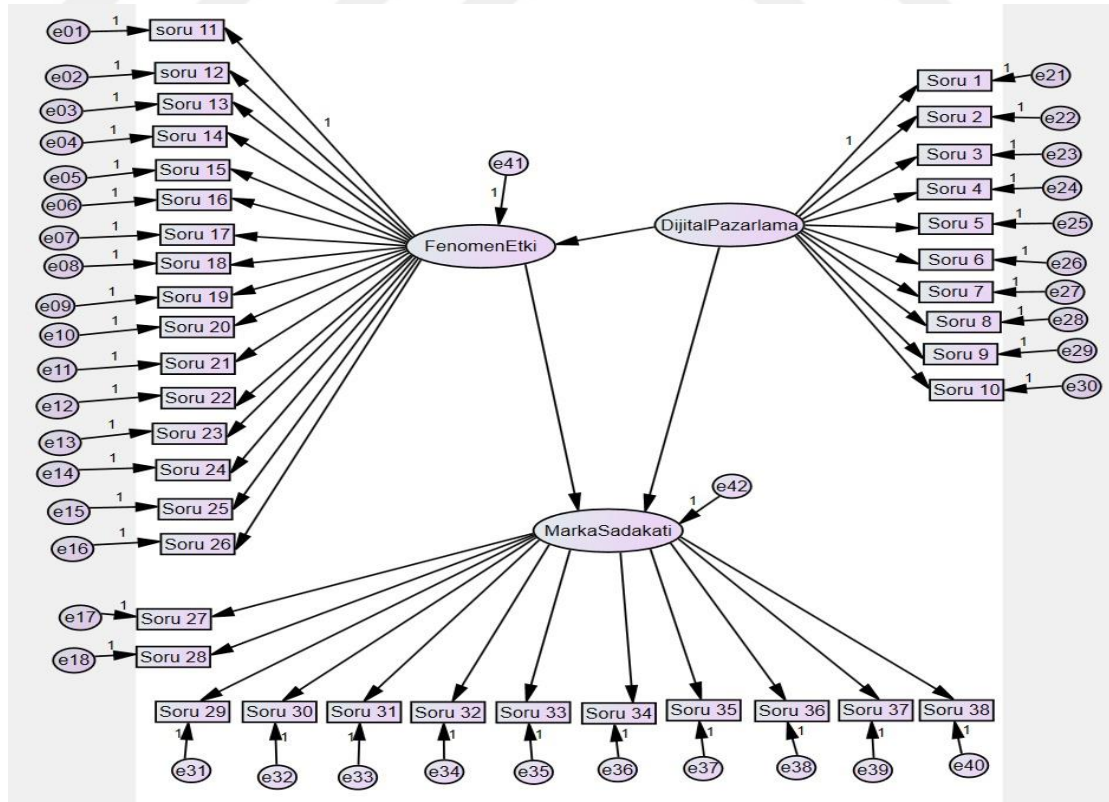 e01 1 soru 11
e02 1 soru 12
e03 1 Soru 13
e04 1 Soru 14
e05 1 Soru 15
e06 1 Soru 16
e07 1 Soru 17
e08 1 Soru 18
e09 1 Soru 19
e10 1 Soru 20
e11 1 Soru 21
e12 1 Soru 22
e13 1 Soru 23
e14 1 Soru 24
e15 1 Soru 25
e16 1 Soru 26
1
e41
1
FenomenEtki
DijitalPazarlama
1
Soru 1 1 e21
Soru 2 1 e22
Soru 3 1 e23
Soru 4 1 e24
Soru 5 1 e25
Soru 6 1 e26
Soru 7 1 e27
Soru 8 1 e28
Soru 9 1 e29
Soru 10 1 e30
e42
1
MarkaSadakati
e17 1 Soru 27
e18 1 Soru 28
Soru 29 Soru 30 Soru 31 Soru 32 Soru 33 Soru 34 Soru 35 Soru 36 Soru 37 Soru 38
1 1 1 1 1 1 1 1 1 1
e31 e32 e33 e34 e35 e36 e37 e38 e39 e40